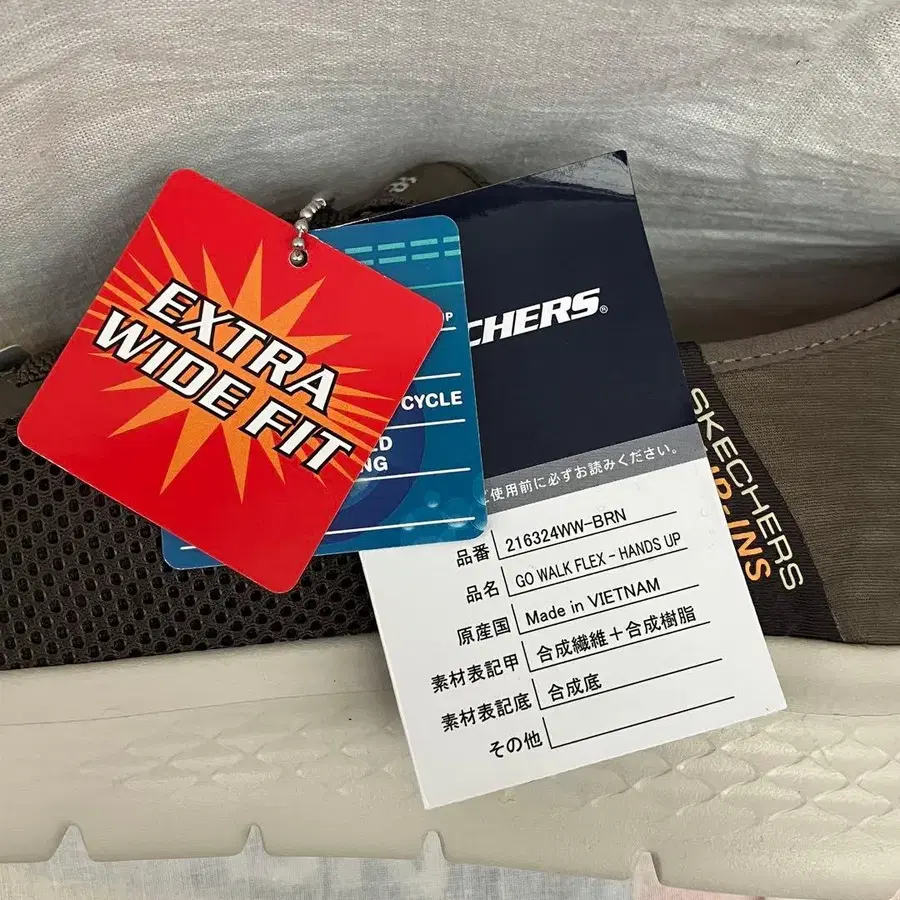 EXTRA
WIDE FIT
CYCLE
CHERS®
ご使用前に必ずお読みください。
品番 216324WW-BRN
品名 GO WALK FLEX - HANDS UP
原産国 Made in VIETNAM
素材表記甲 合成繊維＋合成樹脂
素材表記底 合成底
その他
SKECHERS
IP-INS